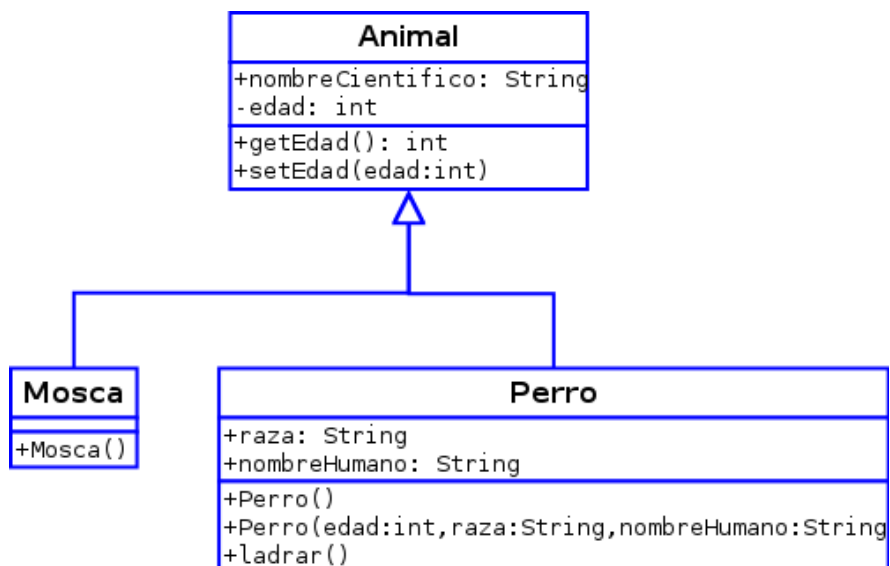 Animal
+nombreCientifico: String
-edad: int
+getEdad(): int
+setEdad(edad:int)
Mosca
+Mosca()
Perro
+raza: String
+nombreHumano: String
+Perro()
+Perro(edad:int,raza:String,nombreHumano:String
+ladrar()